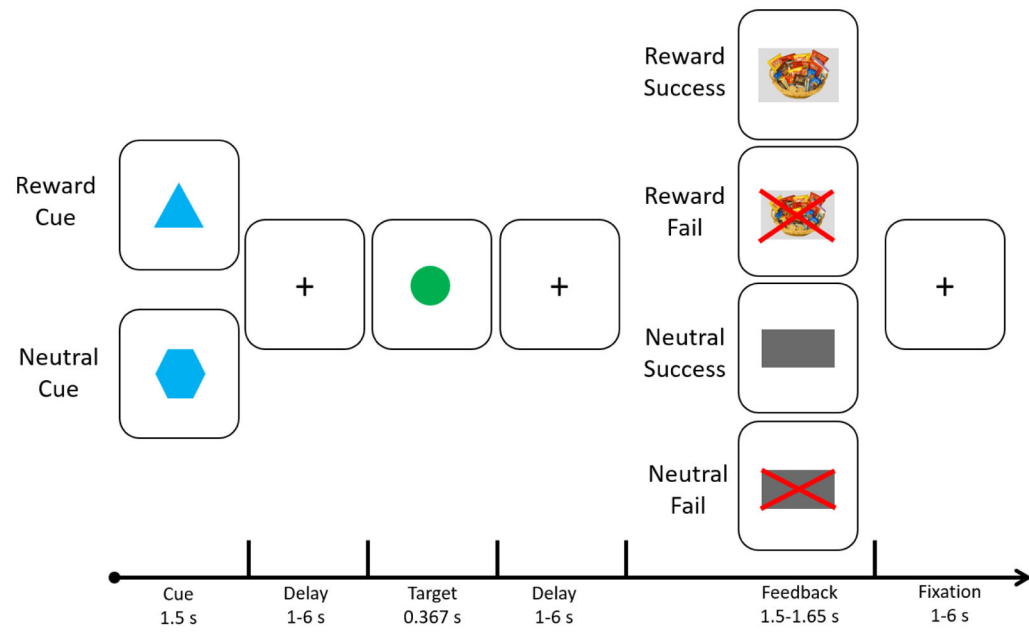 Reward
Success
Reward
Cue
Reward
Fail
+
+
+
Neutral
Cue
Neutral
Success
Neutral
Fail
Cue
1.5 s
Delay
1-6 s
Target
0.367 s
Delay
1-6 s
Feedback
1.5-1.65 s
Fixation
1-6 s